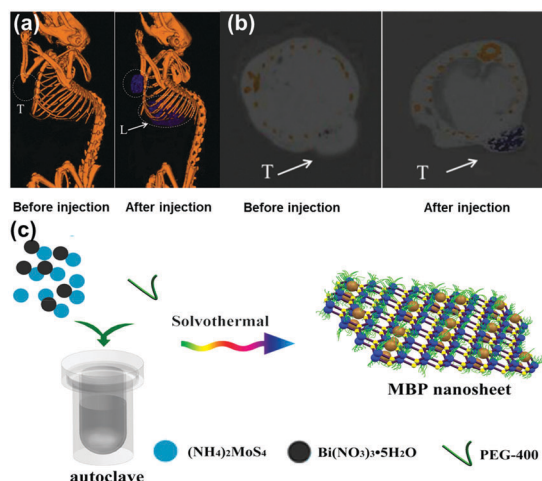 (a)
(b)
T
L
T
T
Before injection
After injection
Before injection
After injection
(c)
Solvothermal
MBP nanosheet
autoclave
(NH4)2MoS4
Bi(NO3)3•5H2O
PEG-400